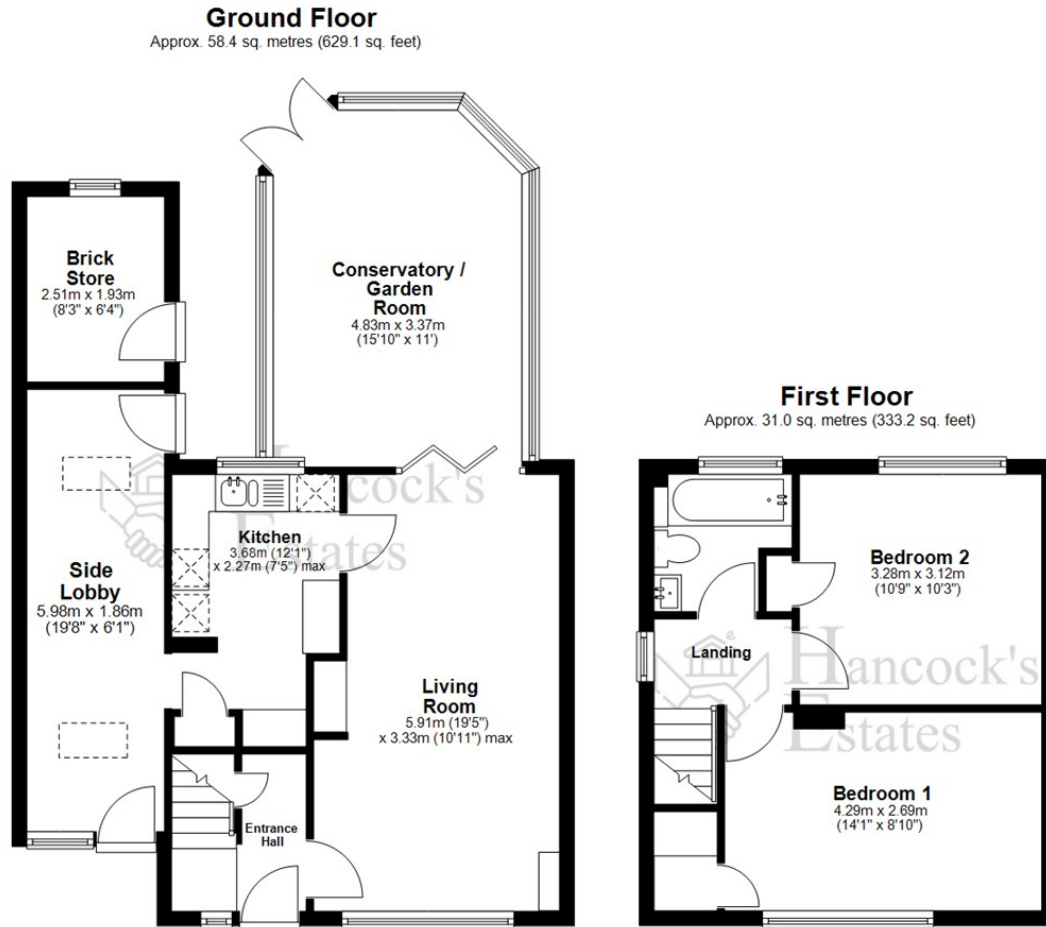 Ground Floor
Approx. 58.4 sq. metres (629.1 sq. feet)
Brick
Store
2.51m x 1.93m
(8'3" x 6'4")
Conservatory /
Garden
Room
4.83m x 3.37m
(15'10" x 11')
Kitchen
3.68m (12'1")
x 2.27m (7'5") max
Side
Lobby
5.98m x 1.86m
(19'8" x 6'1")
Living
Room
5.91m (19'5")
x 3.33m (10'11") max
Entrance
Hall
Hancock's
Estates
First Floor
Approx. 31.0 sq. metres (333.2 sq. feet)
Bedroom 2
3.28m x 3.12m
(10'9" x 10'3")
Landing
Hancock's
Estates
Bedroom 1
4.29m x 2.69m
(14'1" x 8'10")